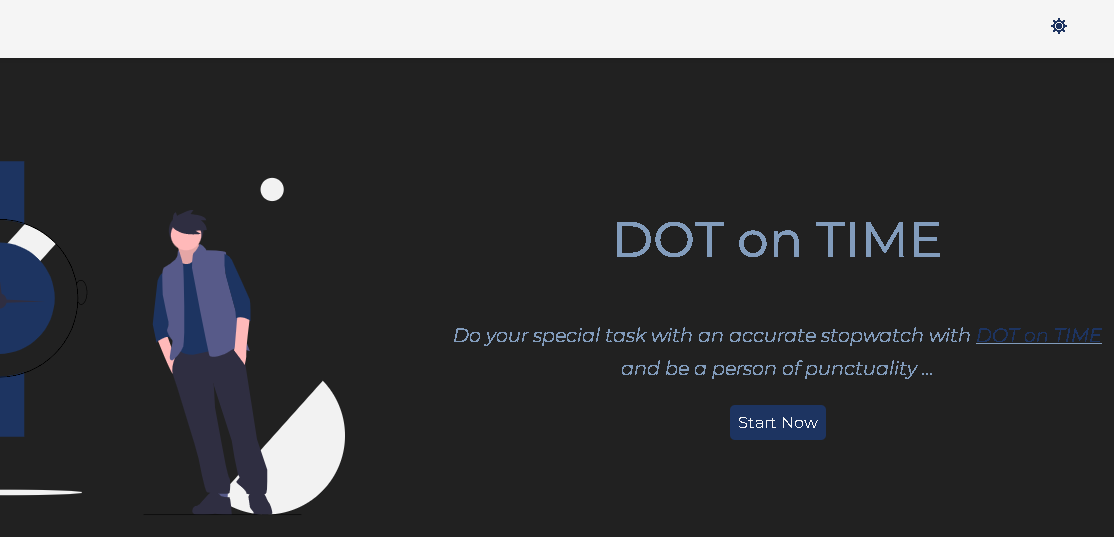 DOT on TIME
Do your special task with an accurate stopwatch with DOT on TIME
and be a person of punctuality ...
Start Now